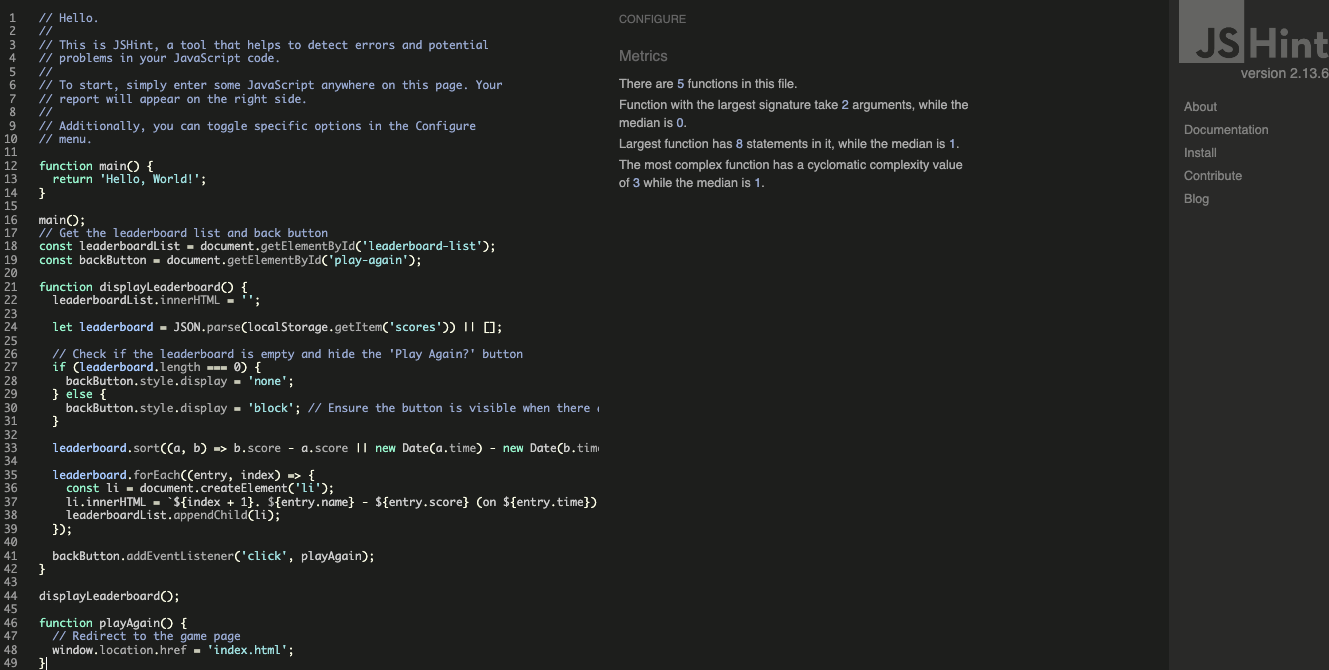 1 // Hello.
2 //
3 // This is JSHint, a tool that helps to detect errors and potential
4 // problems in your JavaScript code.
5 //
6 // To start, simply enter some JavaScript anywhere on this page. Your
7 // report will appear on the right side.
8 //
9 // Additionally, you can toggle specific options in the Configure
10 // menu.
11
12 function main() {
13   return 'Hello, World!';
14 }
15
16 main();
17 // Get the leaderboard list and back button
18 const leaderboardList = document.getElementById('leaderboard-list');
19 const backButton = document.getElementById('play-again');
20
21 function displayLeaderboard() {
22   leaderboardList.innerHTML = '';
23
24   let leaderboard = JSON.parse(localStorage.getItem('scores')) || [];
25
26   // Check if the leaderboard is empty and hide the 'Play Again?' button
27   if (leaderboard.length === 0) {
28     backButton.style.display = 'none';
29   } else {
30     backButton.style.display = 'block'; // Ensure the button is visible when there
31   }
32
33   leaderboard.sort((a, b) => b.score - a.score || new Date(a.time) - new Date(b.tim
34
35   leaderboard.forEach((entry, index) => {
36     const li = document.createElement('li');
37     li.innerHTML = `${index + 1}. ${entry.name} - ${entry.score} (on ${entry.time})
38     leaderboardList.appendChild(li);
39   });
40
41   backButton.addEventListener('click', playAgain);
42 }
43
44 displayLeaderboard();
45
46 function playAgain() {
47   // Redirect to the game page
48   window.location.href = 'index.html';
49 }
CONFIGURE
Metrics
There are 5 functions in this file.
Function with the largest signature take 2 arguments, while the
median is 0.
Largest function has 8 statements in it, while the median is 1.
The most complex function has a cyclomatic complexity value
of 3 while the median is 1.
JSHint
version 2.13.6
About
Documentation
Install
Contribute
Blog